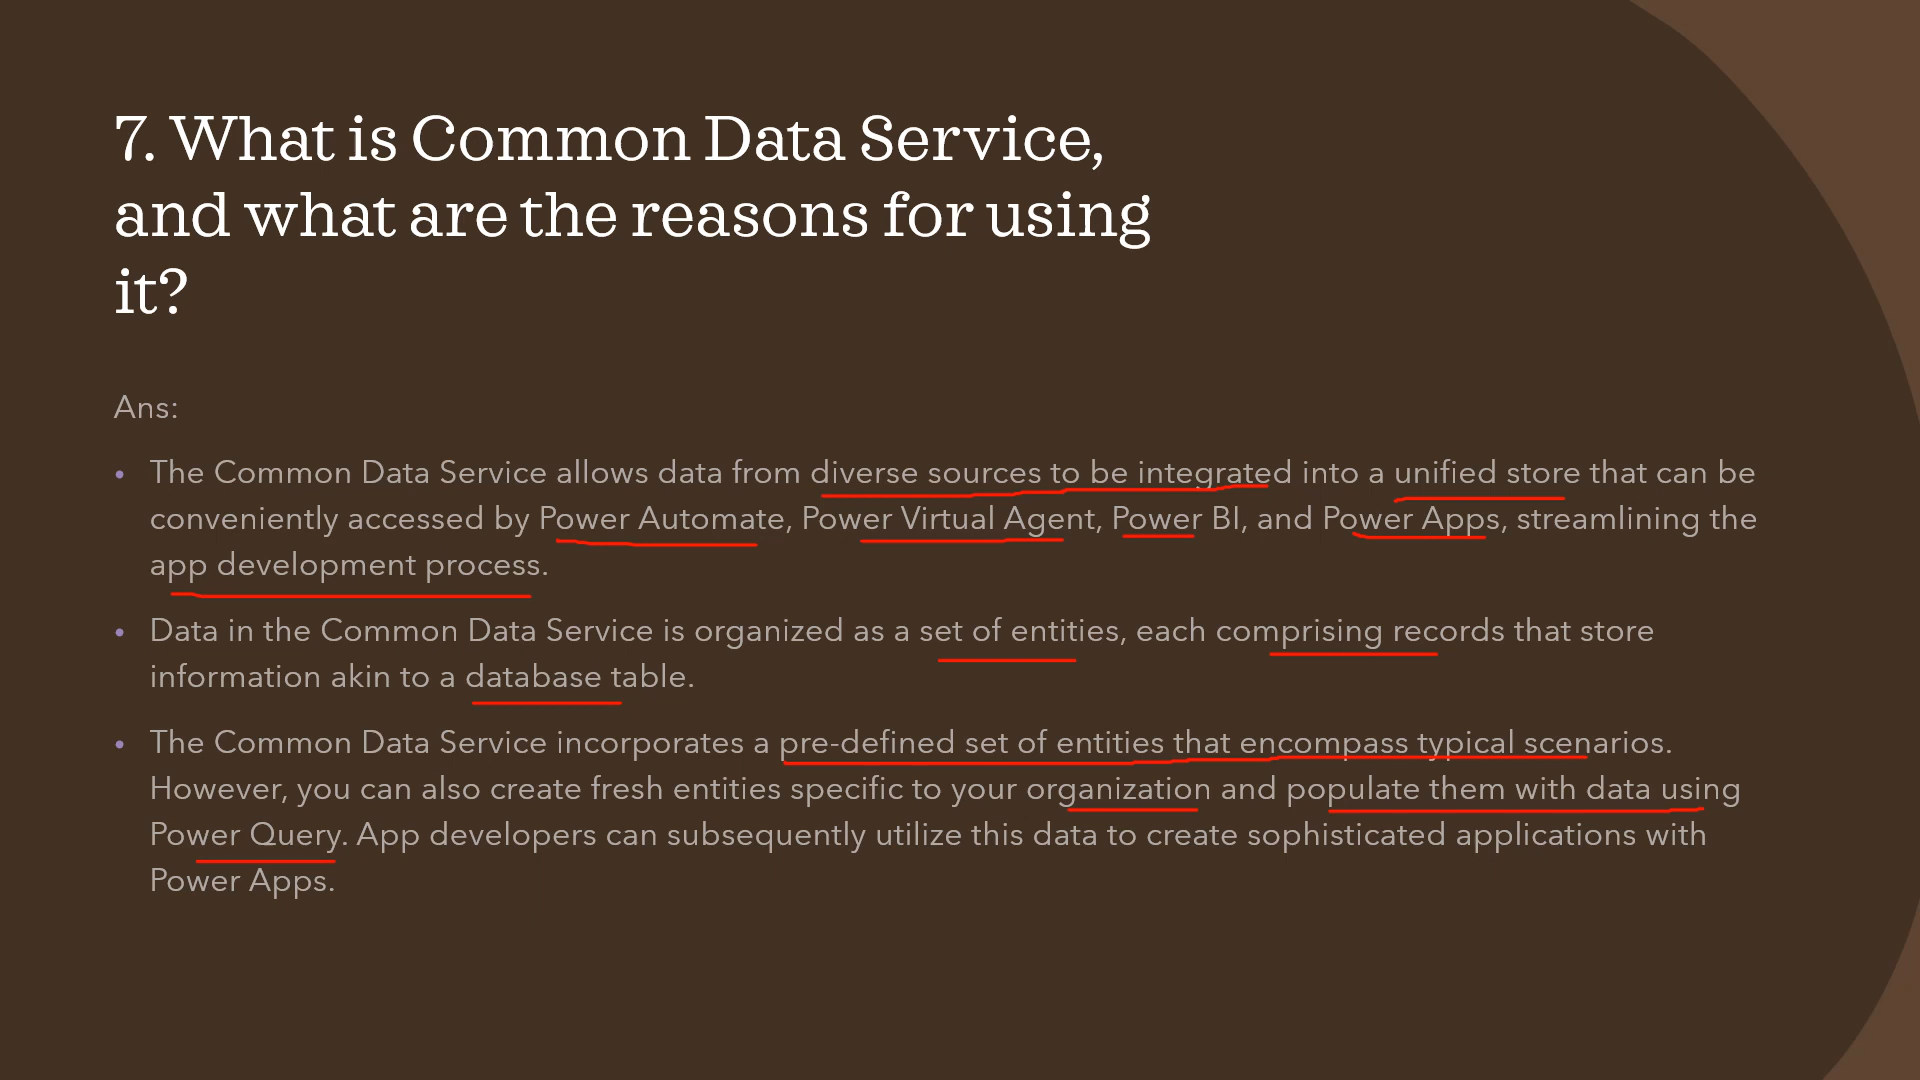 7. What is Common Data Service,
and what are the reasons for using
it?
Ans:
• The Common Data Service allows data from diverse sources to be integrated into a unified store that can be
conveniently accessed by Power Automate, Power Virtual Agent, Power BI, and Power Apps, streamlining the
app development process.
• Data in the Common Data Service is organized as a set of entities, each comprising records that store
information akin to a database table.
• The Common Data Service incorporates a pre-defined set of entities that encompass typical scenarios.
However, you can also create fresh entities specific to your organization and populate them with data using
Power Query. App developers can subsequently utilize this data to create sophisticated applications with
Power Apps.